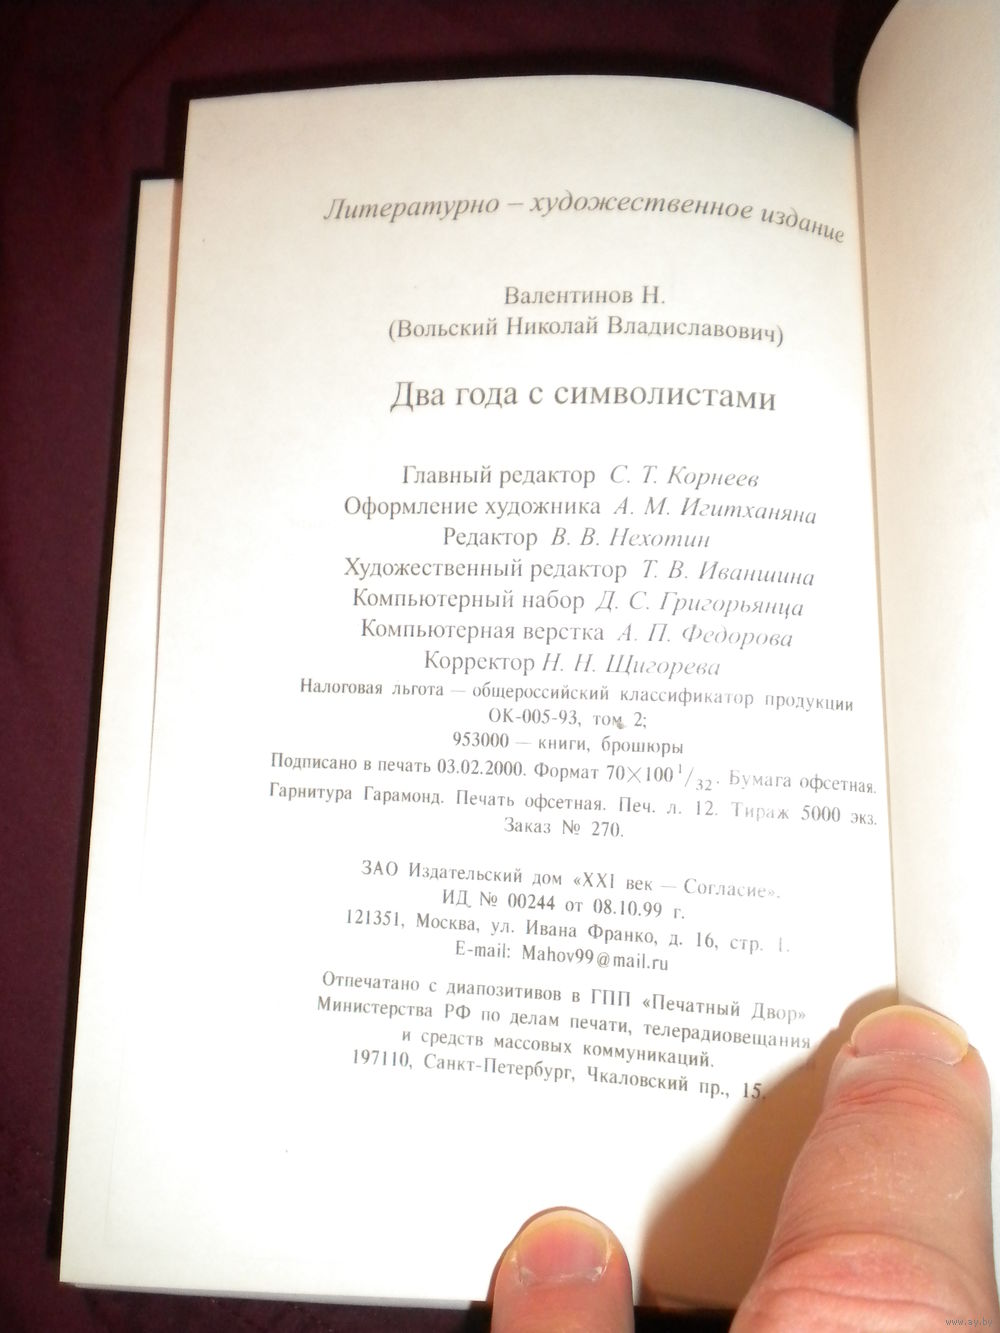 Литературно – художественное издание
Валентинов Н.
(Вольский Николай Владиславович)
Два года с символистами
Главный редактор С. Т. Корнеев
Оформление художника А. М. Игитханяна
Редактор В. В. Нехотин
Художественный редактор Т. В. Иваншина
Компьютерный набор Д. С. Григорьянца
Компьютерная верстка А. П. Федорова
Корректор Н. Н. Щигорева
Налоговая льгота — общероссийский классификатор продукции
ОК-005-93, том 2;
953000 — книги, брошюры
Подписано в печать 03.02.2000. Формат 70×100 1/32. Бумага офсетная.
Гарнитура Гарамонд. Печать офсетная. Печ. л. 12. Тираж 5000 экз.
Заказ № 270.
ЗАО Издательский дом «XXI век — Согласие».
ИД № 00244 от 08.10.99 г.
121351, Москва, ул. Ивана Франко, д. 16, стр. 1.
E-mail: Mahov99@mail.ru
Отпечатано с диапозитивов в ГПП «Печатный Двор»
Министерства РФ по делам печати, телерадиовещания
и средств массовых коммуникаций.
197110, Санкт-Петербург, Чкаловский пр., 15.
www.ay.by